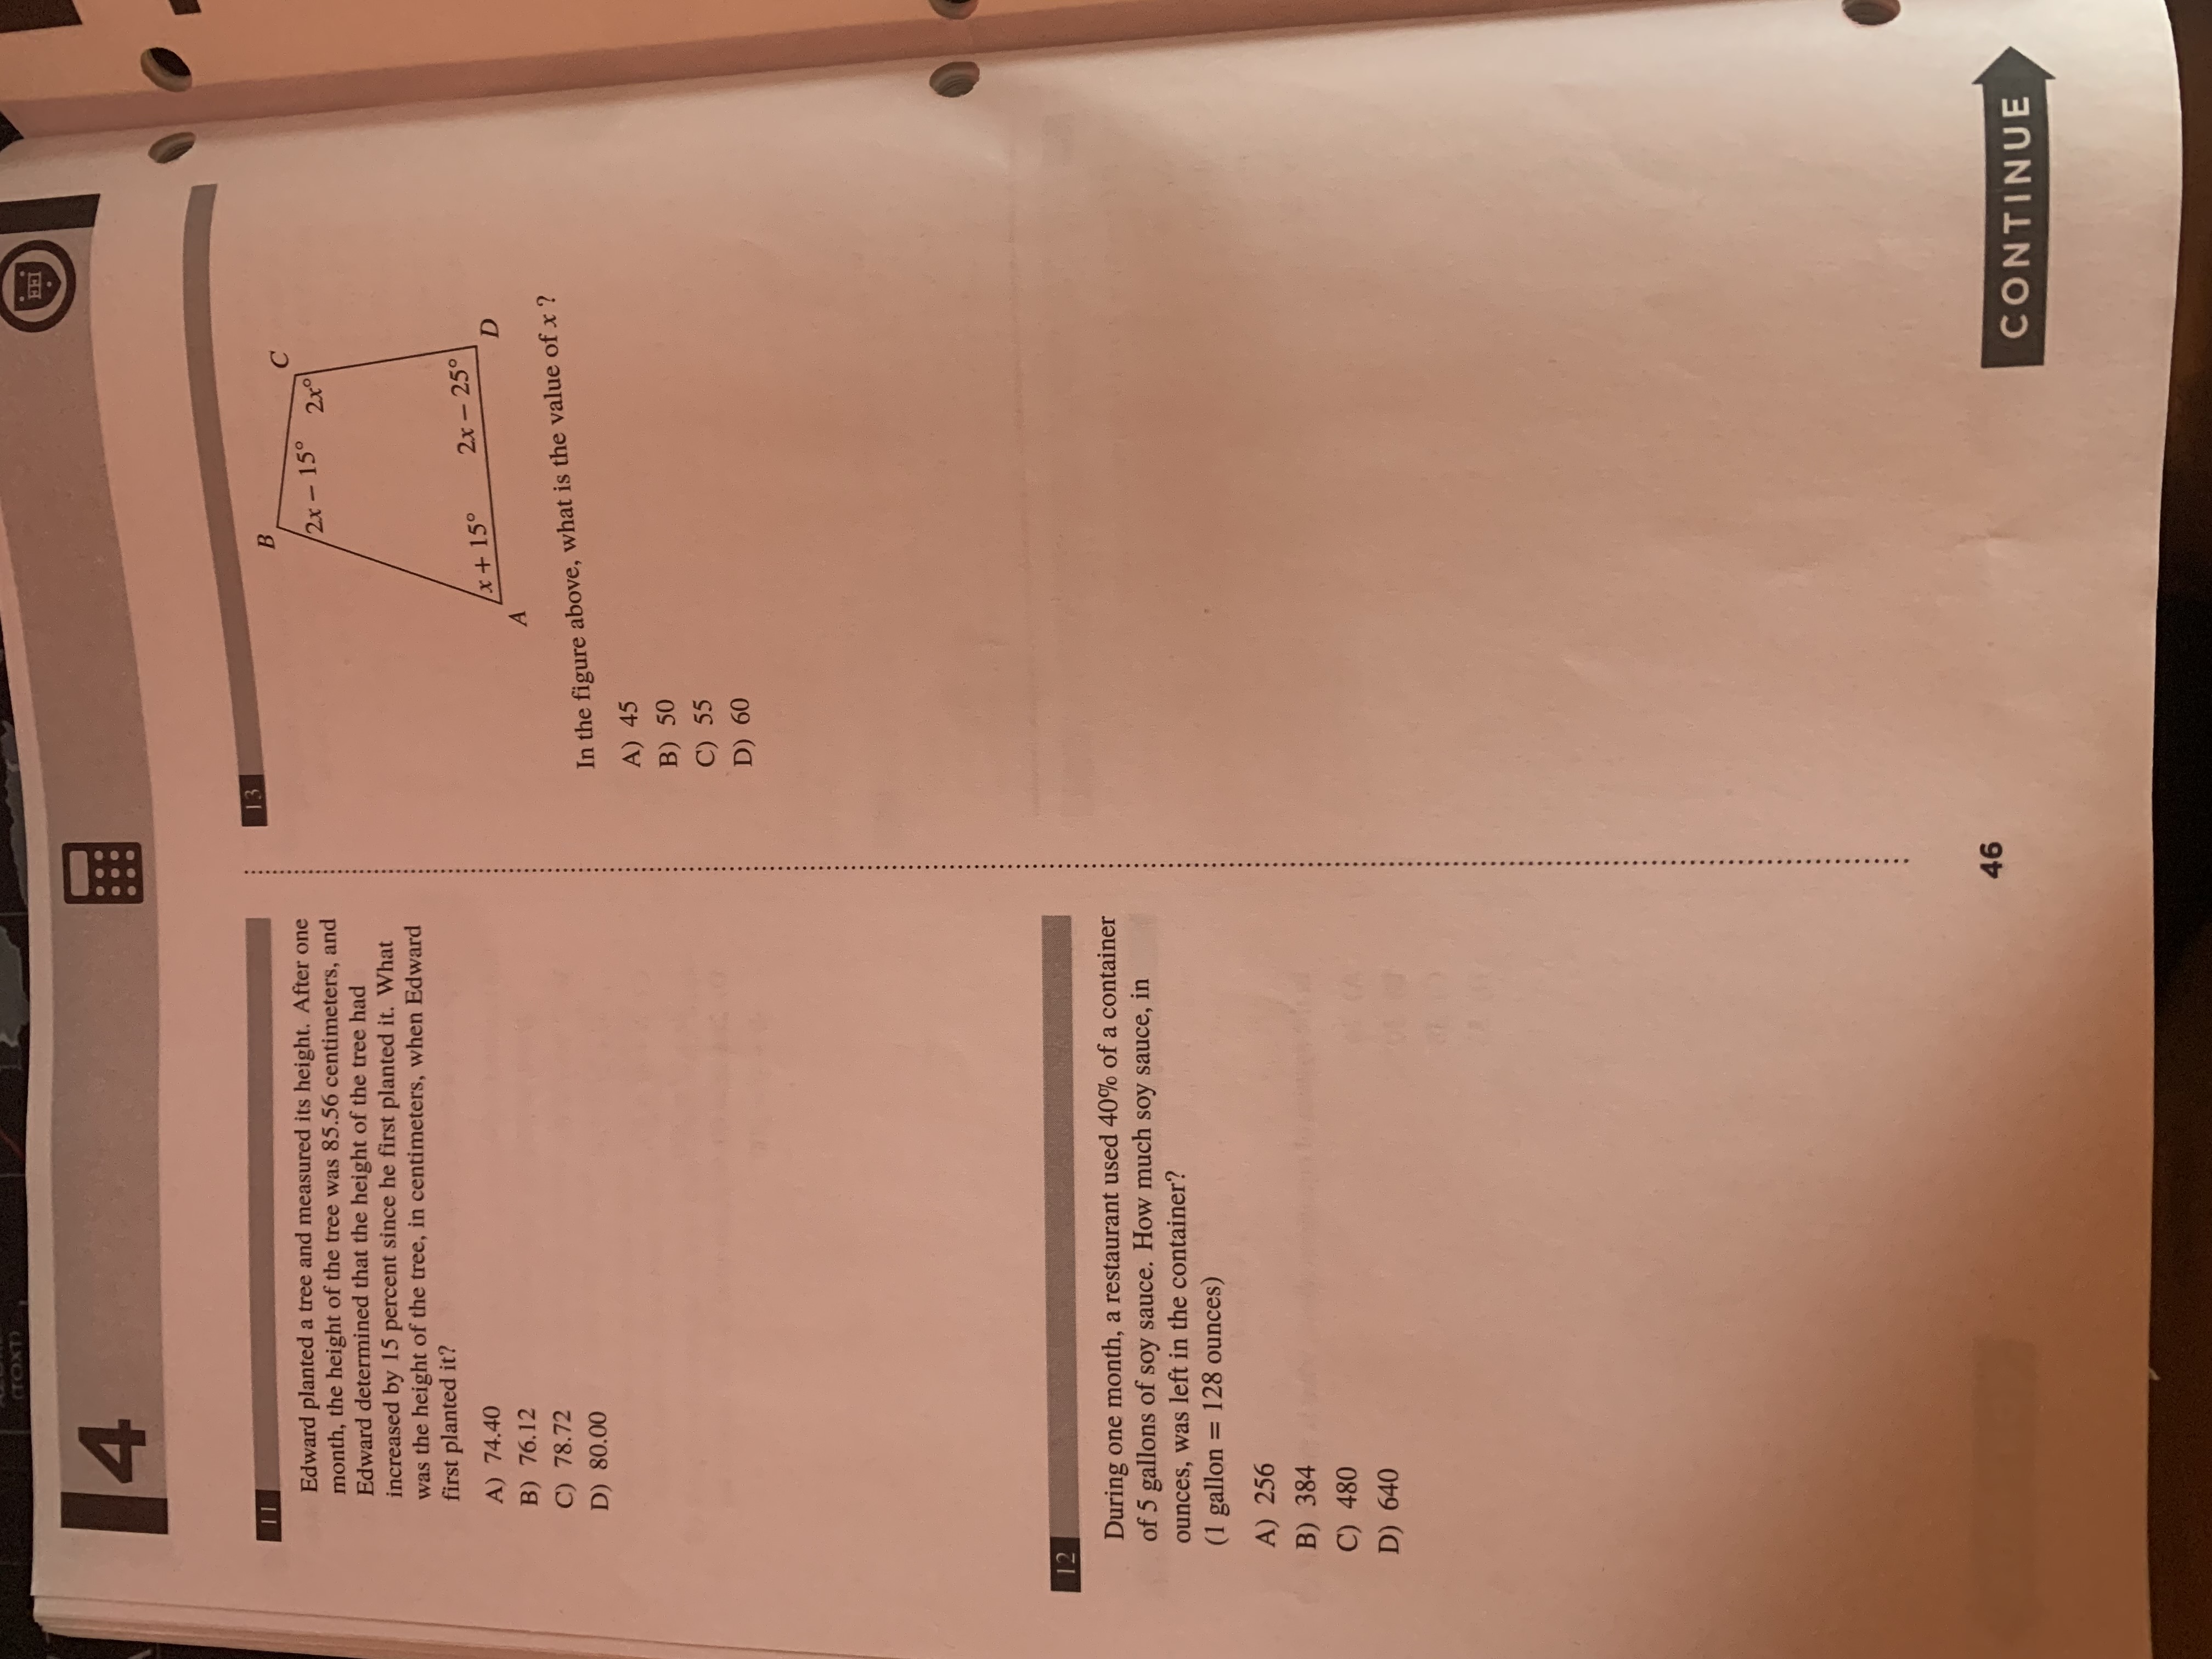 (TOXT)
4
EEI
11
Edward planted a tree and measured its height. After one
month, the height of the tree was 85.56 centimeters, and
Edward determined that the height of the tree had
increased by 15 percent since he first planted it. What
was the height of the tree, in centimeters, when Edward
first planted it?
A) 74.40
B) 76.12
C) 78.72
D) 80.00
12
During one month, a restaurant used 40% of a container
of 5 gallons of soy sauce. How much soy sauce, in
ounces, was left in the container?
(1 gallon = 128 ounces)
A) 256
B) 384
C) 480
D) 640
13
B
C
2x − 15° 2x°
x + 15° 2x − 25°
A
D
In the figure above, what is the value of x ?
A) 45
B) 50
C) 55
D) 60
46
CONTINUE